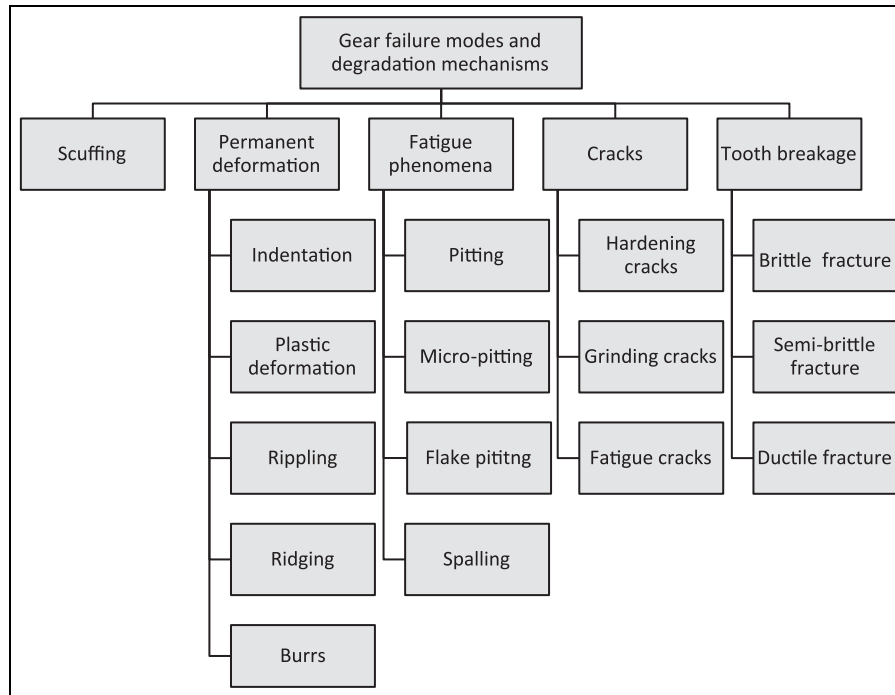 Gear failure modes and
degradation mechanisms
Scuffing
Permanent
deformation
Fatigue
phenomena
Cracks
Tooth breakage
Indentation
Plastic
deformation
Rippling
Ridging
Burrs
Pitting
Micro-pitting
Flake pititng
Spalling
Hardening
cracks
Grinding cracks
Fatigue cracks
Brittle fracture
Semi-brittle
fracture
Ductile fracture